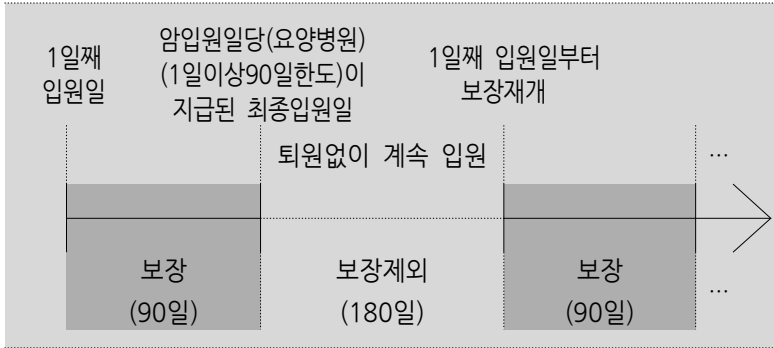 1일째
입원일
암입원일당(요양병원)
(1일이상90일한도)이
지급된 최종입원일
1일째 입원일부터
보장재개
퇴원없이 계속 입원
…
보장
(90일)
보장제외
(180일)
보장
(90일)
…